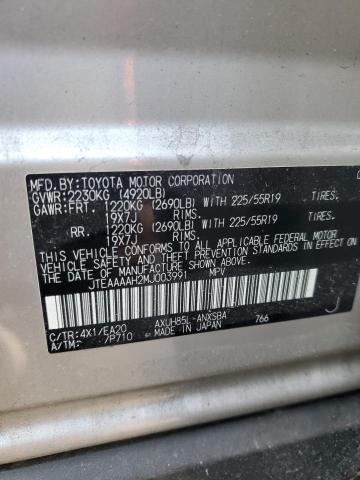 MFD.BY:TOYOTA MOTOR CORPORATION
GVWR:2230KG (4920LB)
GAWR:FRT. 1220KG (2690LB) WITH 225/55R19 TIRES,
19X7J RIMS,
RR. 1220KG (2690LB) WITH 225/55R19 TIRES,
19X7J RIMS,
THIS VEHICLE CONFORMS TO ALL APPLICABLE FEDERAL MOTOR
VEHICLE SAFETY, BUMPER, AND THEFT PREVENTION STANDARDS IN EFFECT
ON THE DATE OF MANUFACTURE SHOWN ABOVE.
JTEAAAAH2MJ003991 MPV
AXUH85L-ANXSBA 766
C/TR:4X1/EA20 MADE IN JAPAN
A/TM: /P710
J